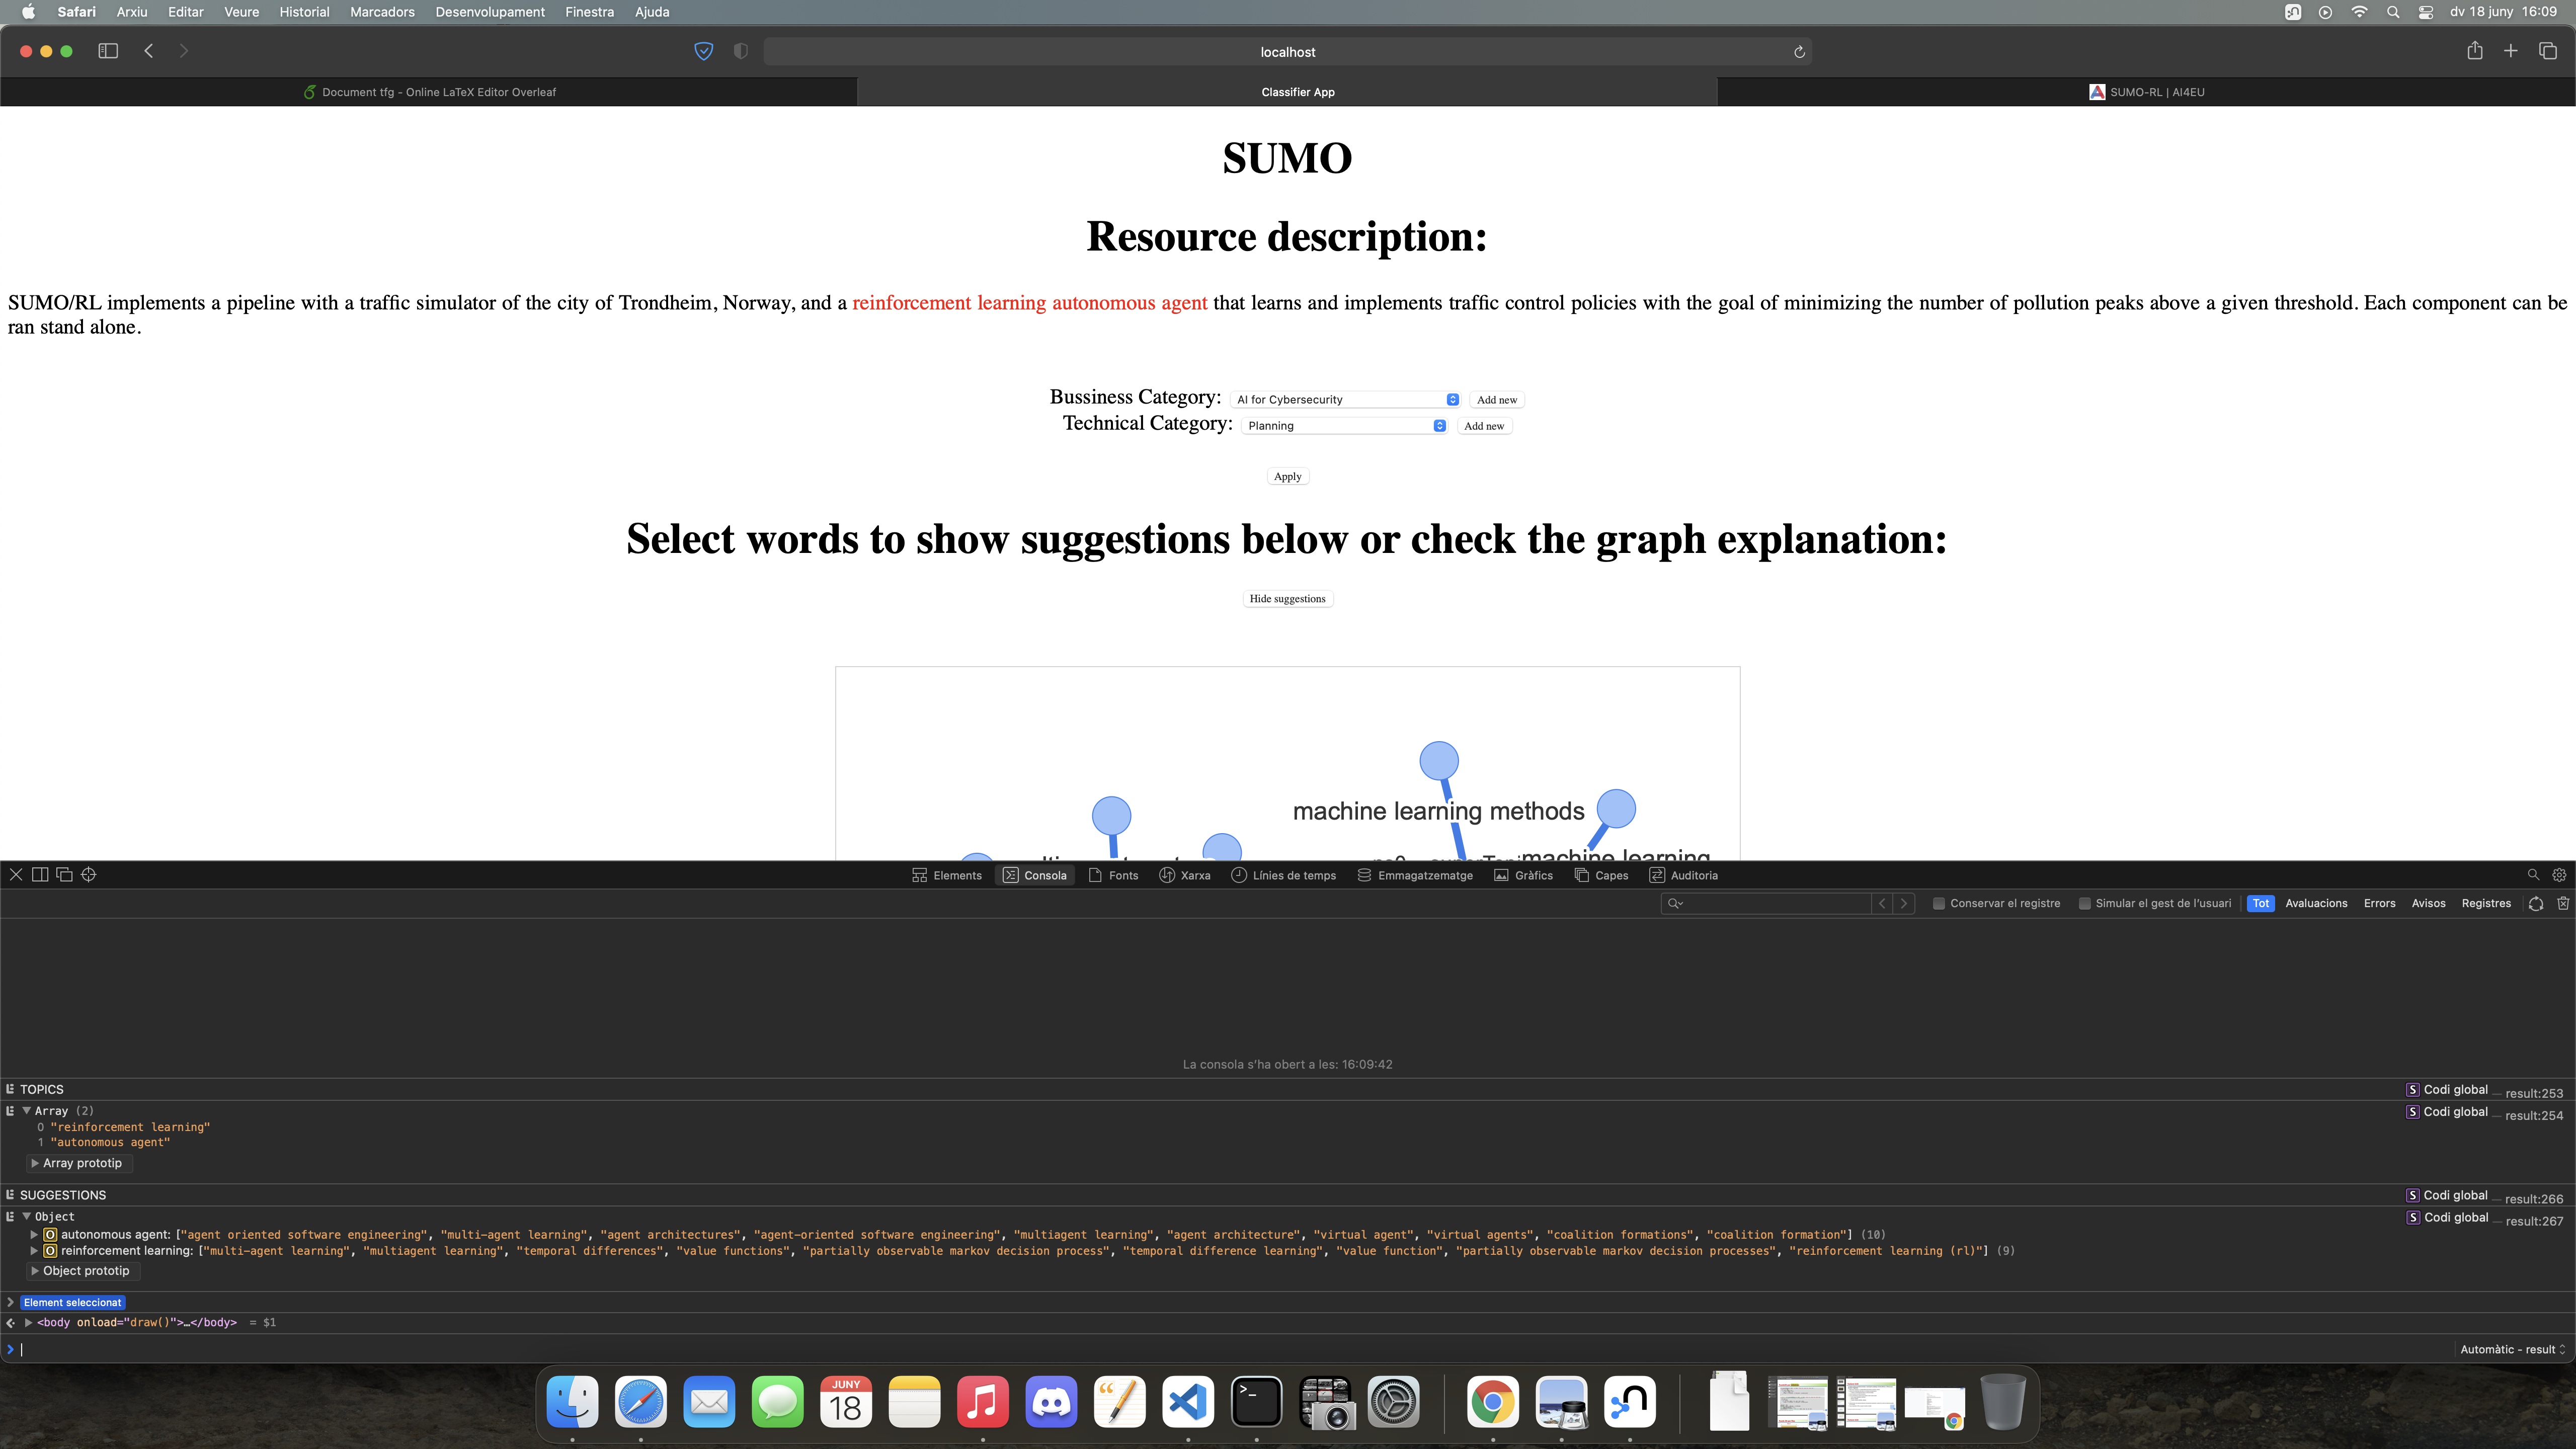 Safari Arxiu Editar Veure Historial Marcadors Desenvolupament Finestra Ajuda dv 18 juny 16:09
localhost
Document tfg - Online LaTeX Editor Overleaf Classifier App SUMO-RL | AI4EU
SUMO
Resource description:
SUMO/RL implements a pipeline with a traffic simulator of the city of Trondheim, Norway, and a reinforcement learning autonomous agent that learns and implements traffic control policies with the goal of minimizing the number of pollution peaks above a given threshold. Each component can be
ran stand alone.
Bussiness Category: AI for Cybersecurity Add new
Technical Category: Planning Add new
Apply
Select words to show suggestions below or check the graph explanation:
Hide suggestions
machine learning methods
machine learning
Elements Consola Fonts Xarxa Línies de temps Emmagatzematge Gràfics Capes Auditoria
Conservar el registre Simular el gest de l'usuari Tot Avaluacions Errors Avisos Registres
La consola s'ha obert a les: 16:09:42
TOPICS Codi global — result:253
Array (2) Codi global — result:254
0 "reinforcement learning"
1 "autonomous agent"
Array prototip
SUGGESTIONS Codi global — result:266
Object Codi global — result:267
O autonomous agent: ["agent oriented software engineering", "multi-agent learning", "agent architectures", "agent-oriented software engineering", "multiagent learning", "agent architecture", "virtual agent", "virtual agents", "coalition formations", "coalition formation"] (10)
O reinforcement learning: ["multi-agent learning", "multiagent learning", "temporal differences", "value functions", "partially observable markov decision process", "temporal difference learning", "value function", "partially observable markov decision processes", "reinforcement learning (rl)"] (9)
Object prototip
Element seleccionat
<body onload="draw()">…</body> = $1
Automàtic - result
JUNY
18